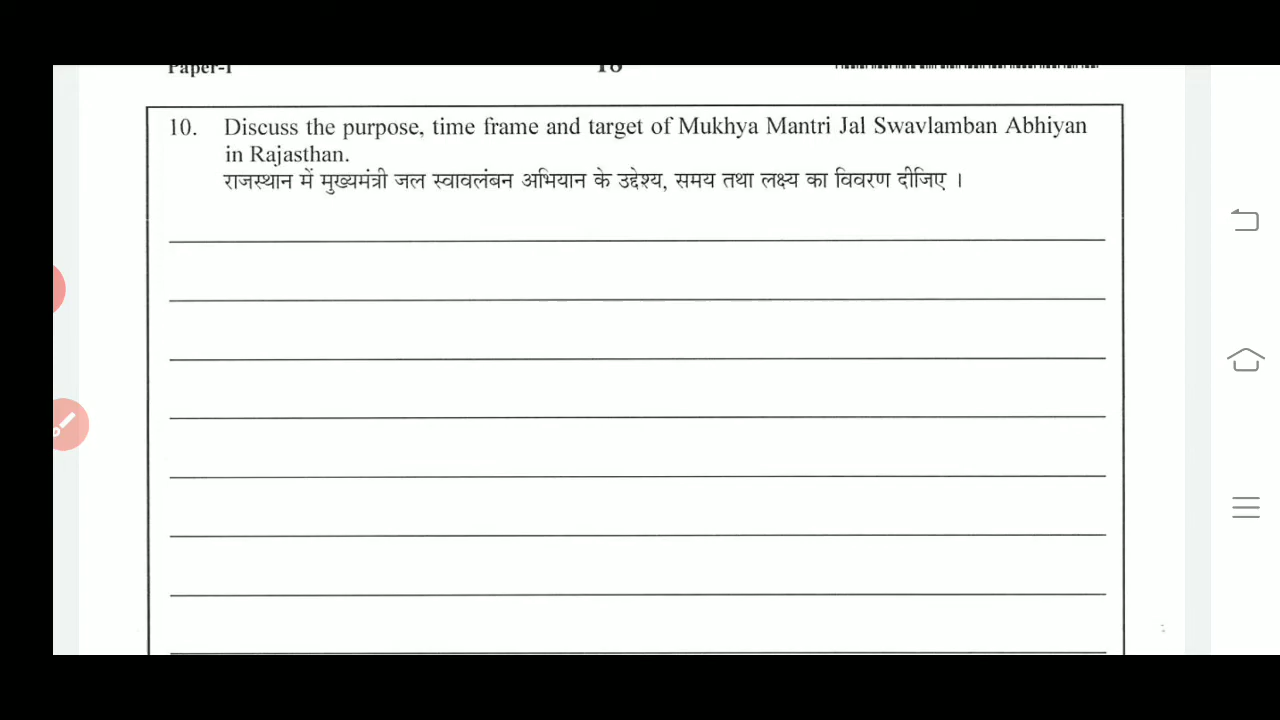 Paper-I
18
10. Discuss the purpose, time frame and target of Mukhya Mantri Jal Swavlamban Abhiyan
in Rajasthan.
राजस्थान में मुख्यमंत्री जल स्वावलंबन अभियान के उद्देश्य, समय तथा लक्ष्य का विवरण दीजिए ।